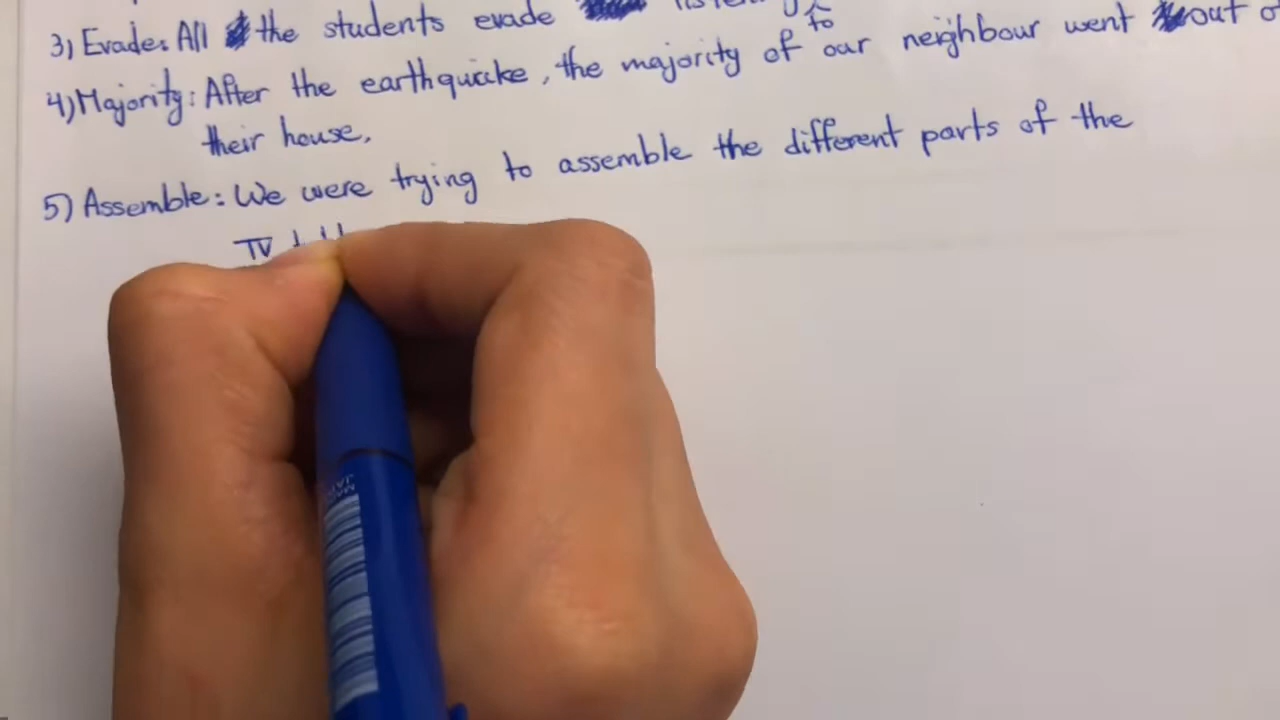 3) Evade: All the students evade
to
4) Majority: After the earthquake, the majority of our neighbour went out
their house.
5) Assemble: We were trying to assemble the different parts of the
TV